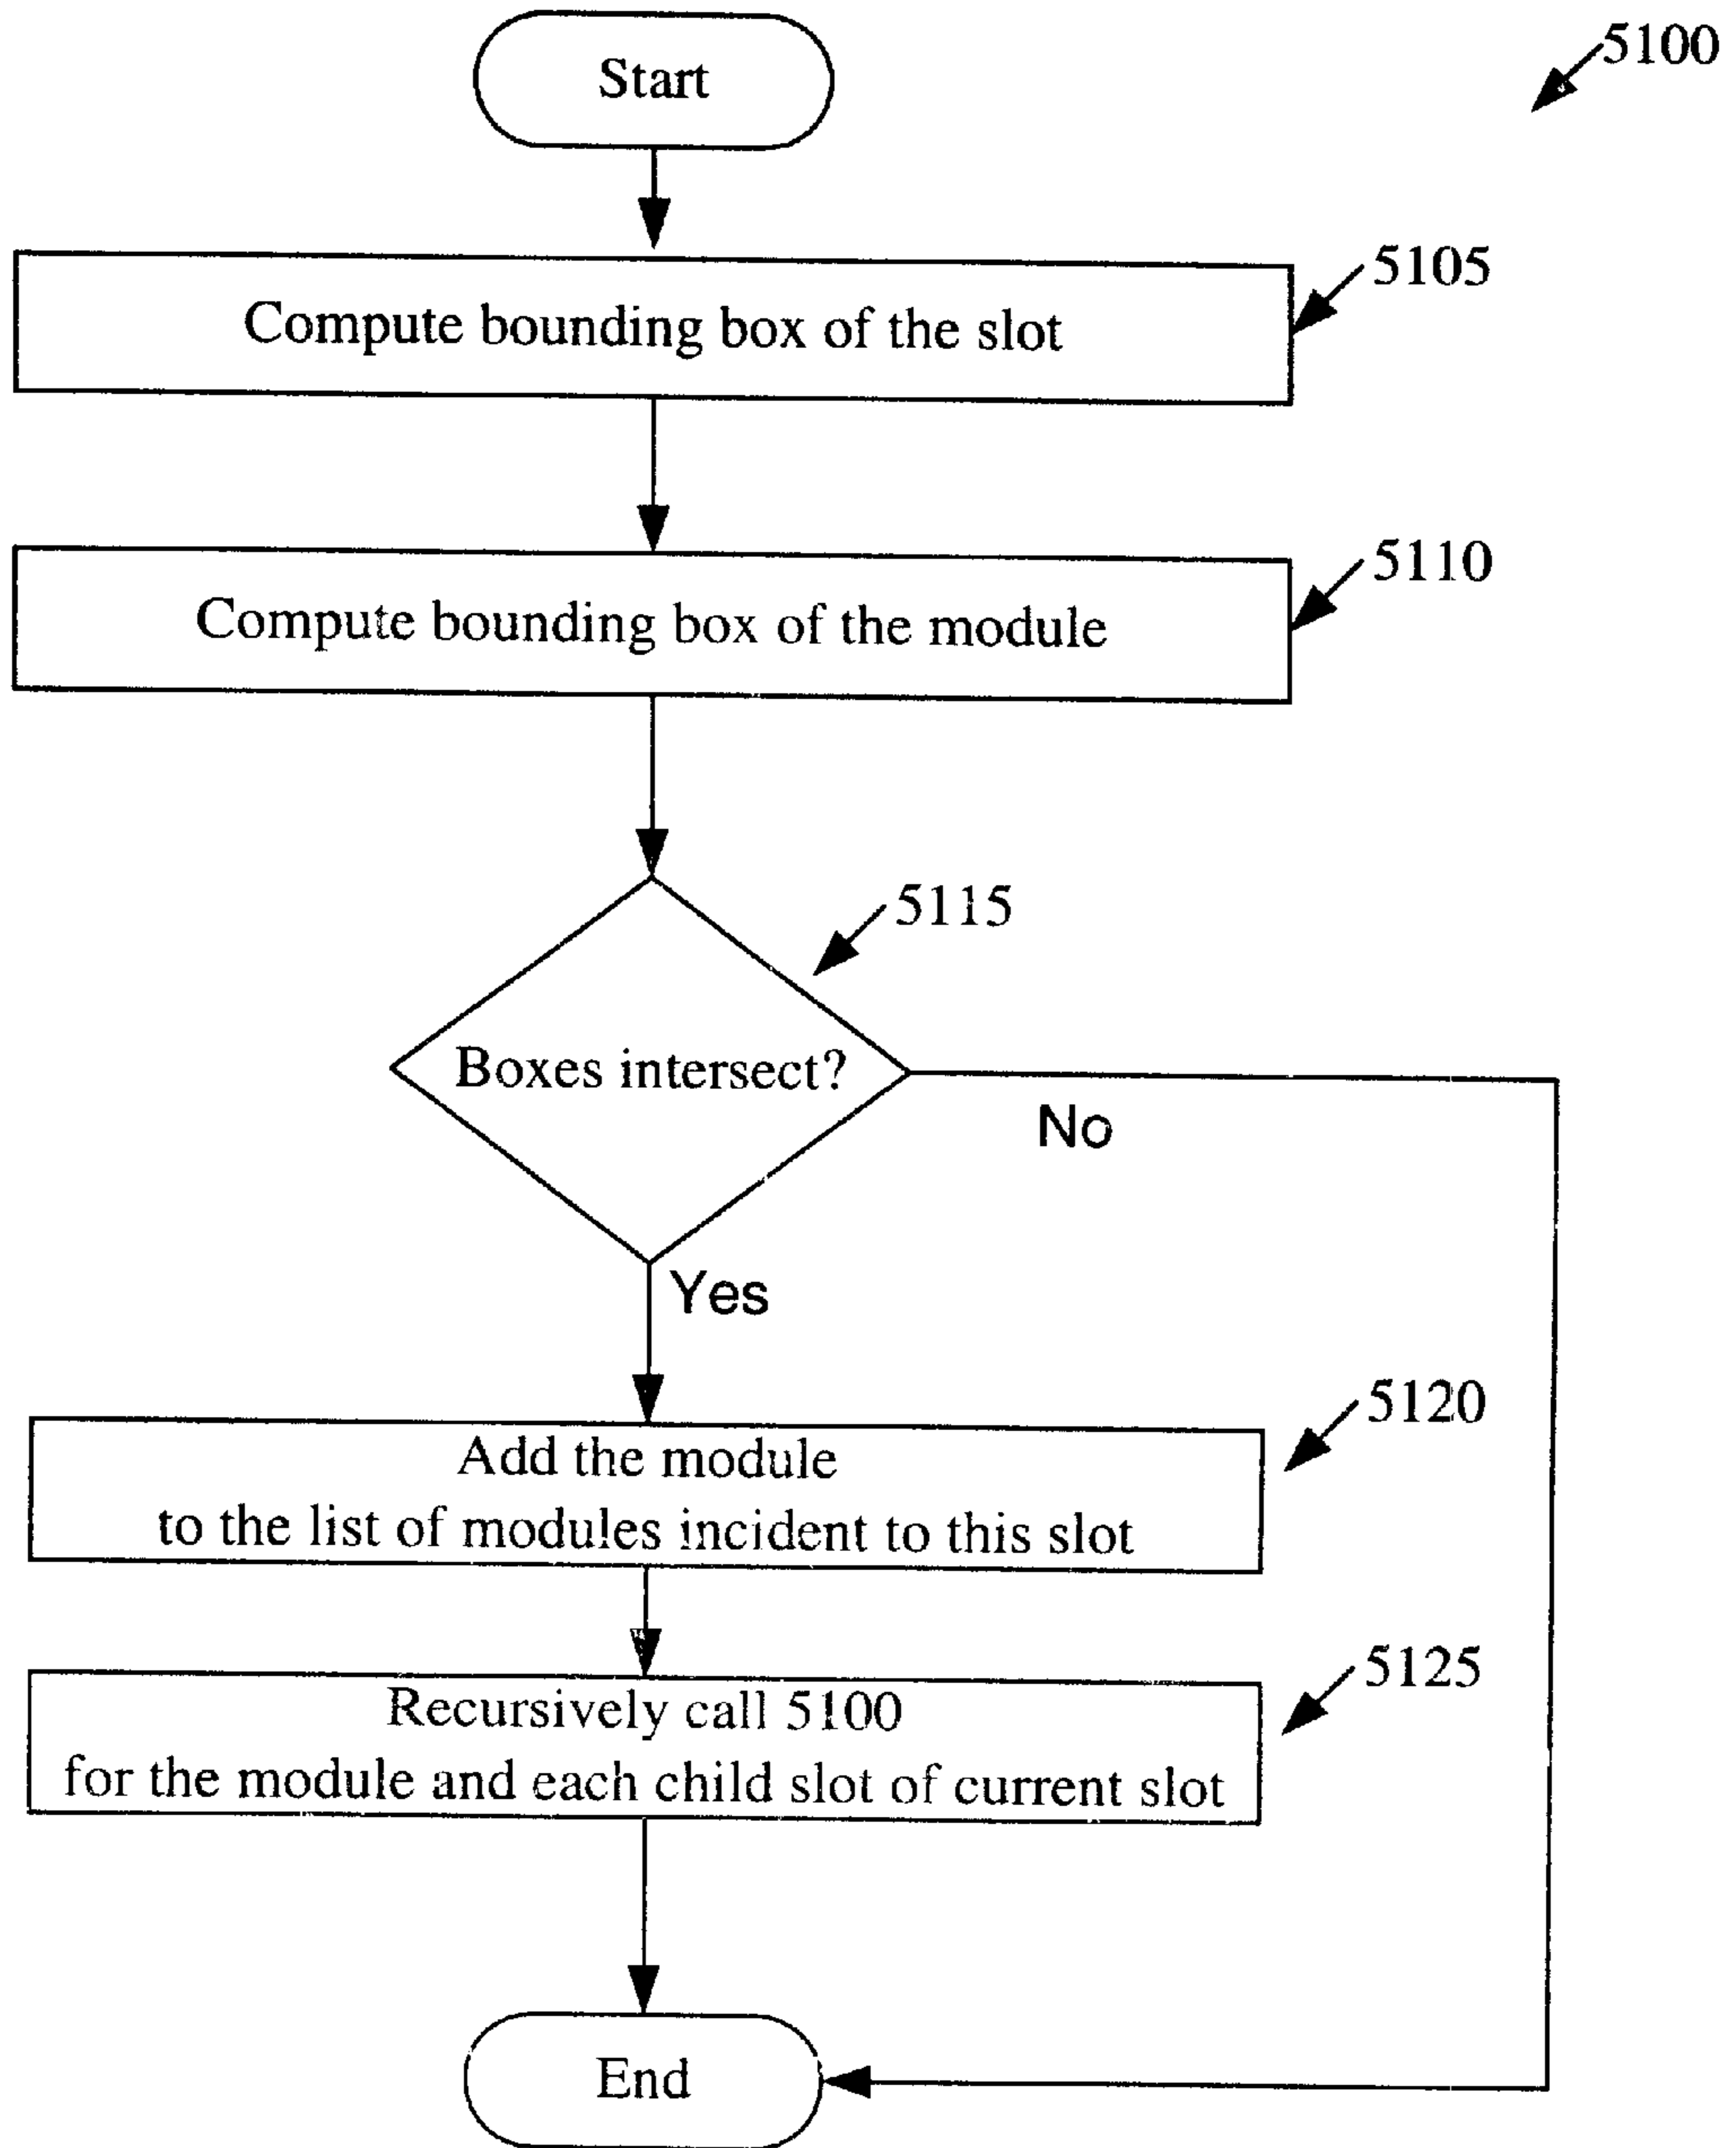 Start
5100
5105
Compute bounding box of the slot
5110
Compute bounding box of the module
5115
Boxes intersect?
No
Yes
5120
Add the module
to the list of modules incident to this slot
5125
Recursively call 5100
for the module and each child slot of current slot
End